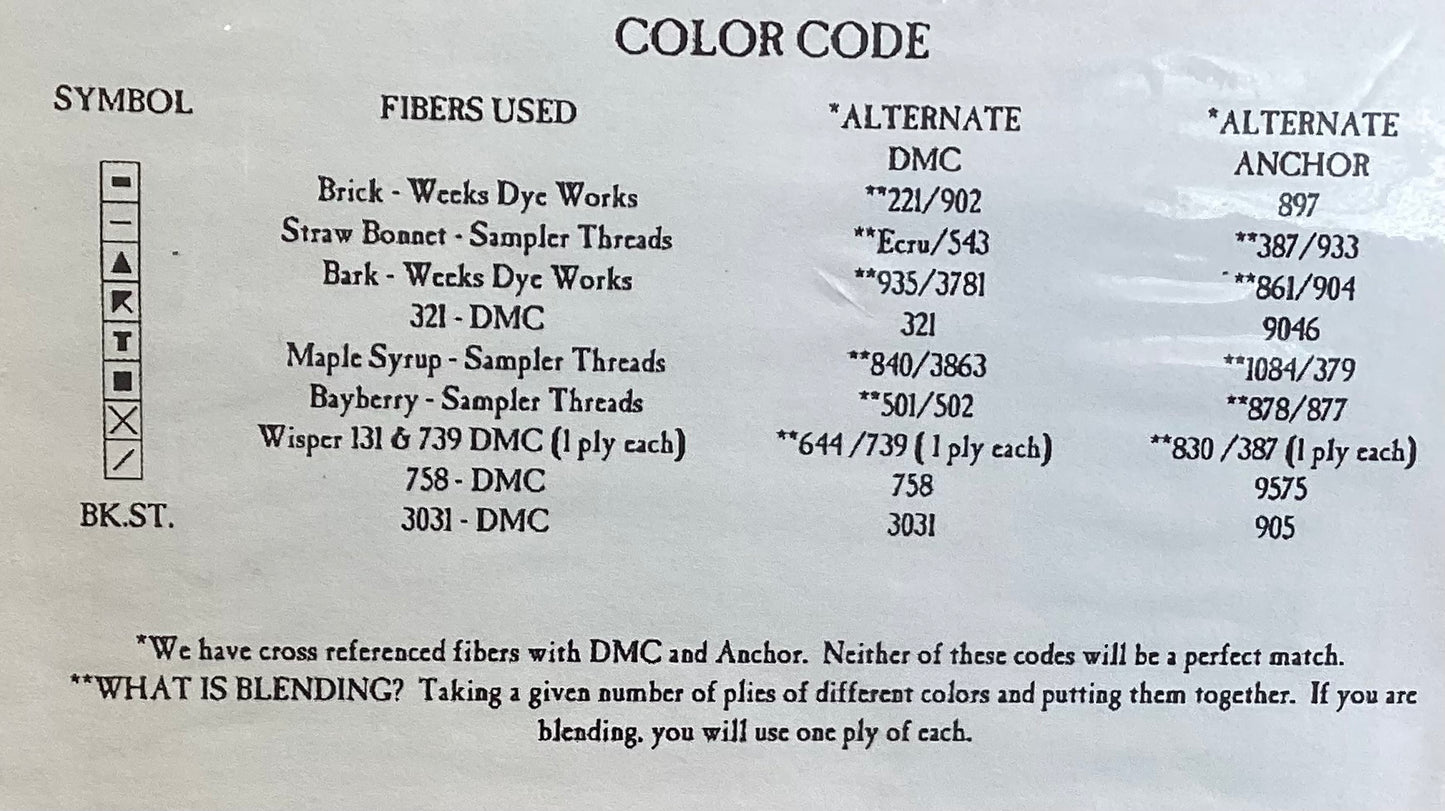 COLOR CODE
SYMBOL FIBERS USED *ALTERNATE DMC *ALTERNATE ANCHOR
Brick - Weeks Dye Works **221/902 897
Straw Bonnet - Sampler Threads **Ecru/543 **387/933
Bark - Weeks Dye Works **935/3781 **861/904
321 - DMC 321 9046
Maple Syrup - Sampler Threads **840/3863 **1084/379
Bayberry - Sampler Threads **501/502 **878/877
Wisper 131 & 739 DMC (1 ply each) **644/739 (1 ply each) **830/387 (1 ply each)
758 - DMC 758 9575
BK.ST. 3031 - DMC 3031 905
*We have cross referenced fibers with DMC and Anchor. Neither of these codes will be a perfect match.
**WHAT IS BLENDING? Taking a given number of plies of different colors and putting them together. If you are
blending, you will use one ply of each.